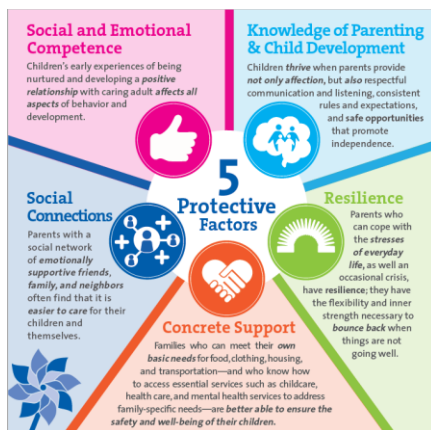 Social and Emotional
Competence
Children's early experiences of being
nurtured and developing a positive
relationship with caring adult affects all
aspects of behavior and
development.
Knowledge of Parenting
& Child Development
Children thrive when parents provide
not only affection, but also respectful
communication and listening, consistent
rules and expectations,
and safe opportunities
that promote
independence.
5
Protective
Factors
Social
Connections
Parents with a
social network
of emotionally
supportive friends,
family, and neighbors
often find that it is
easier to care for their
children and
themselves.
Resilience
Parents who
can cope with
the stresses
of everyday
life, as well an
occasional crisis,
have resilience; they have
the flexibility and inner
strength necessary to
bounce back when
things are not
going well.
Concrete Support
Families who can meet their own
basic needs for food, clothing, housing,
and transportation—and who know how
to access essential services such as childcare,
health care, and mental health services to address
family-specific needs—are better able to ensure the
safety and well-being of their children.